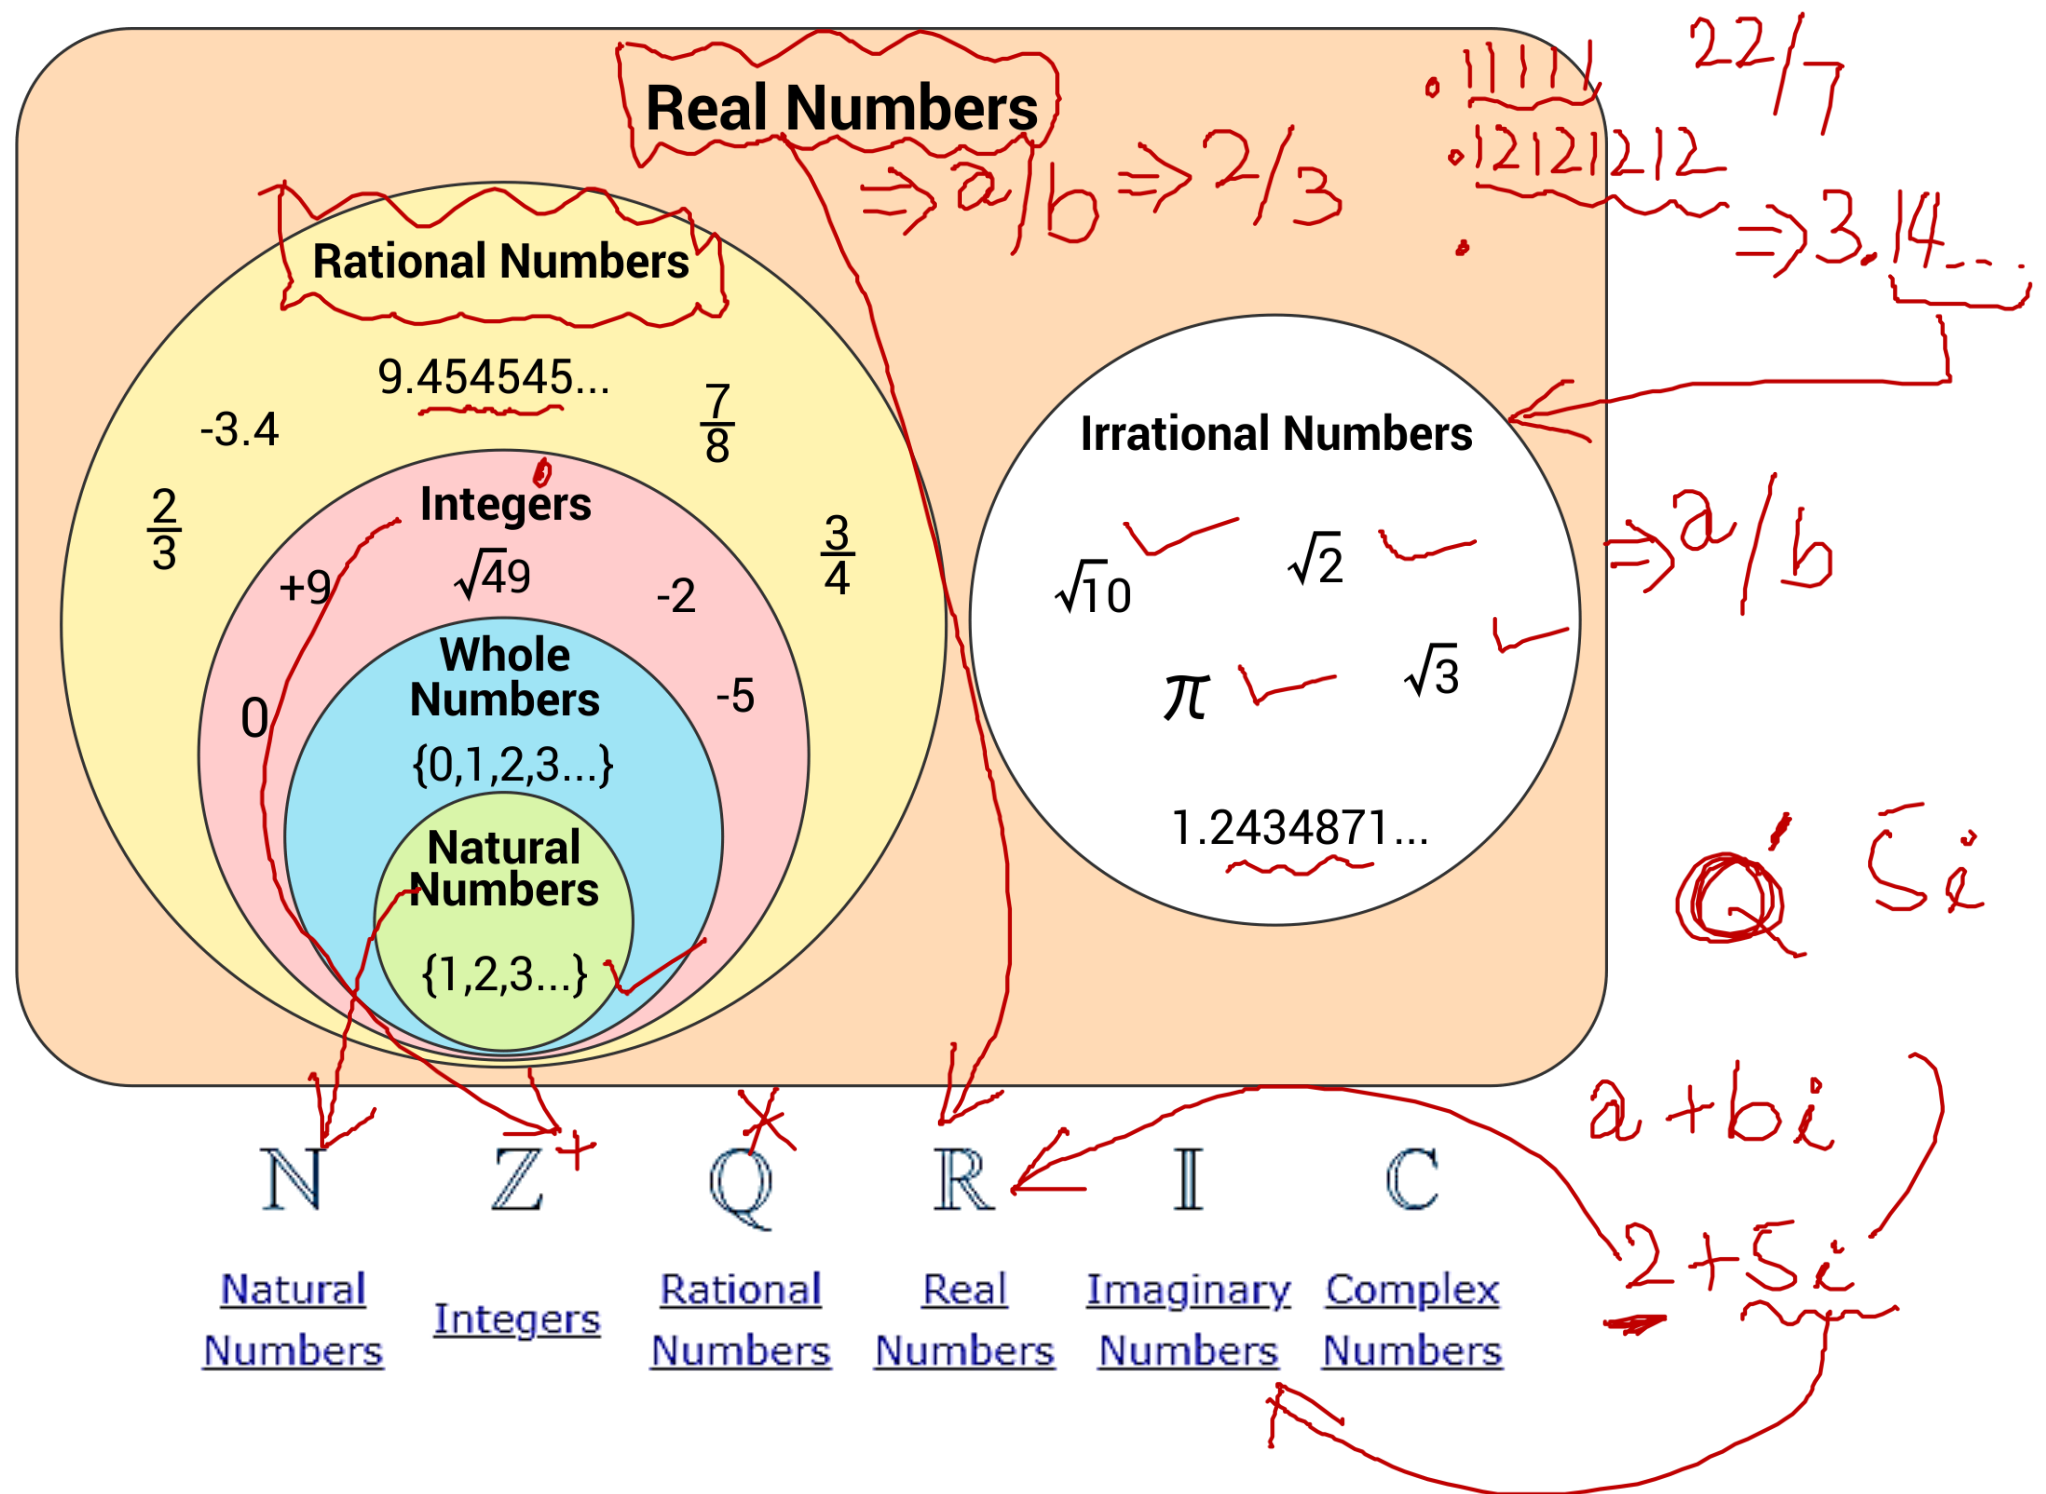 Real Numbers
.11111
22/7
.12121212
⇒ a/b ⇒ 2/3
.
⇒ 3.14...
Rational Numbers
9.454545...
-3.4
7/8
2/3
3/4
Integers
+9
√49
-2
0
-5
Whole
Numbers
{0,1,2,3...}
Natural
Numbers
{1,2,3...}
Irrational Numbers
√10
√2
π
√3
1.2434871...
⇒ a/b
Q' 5i
a+bi
2+5i
ℕ ℤ + ℚ ℝ 𝕀 ℂ
Natural Numbers
Integers
Rational Numbers
Real Numbers
Imaginary Numbers
Complex Numbers